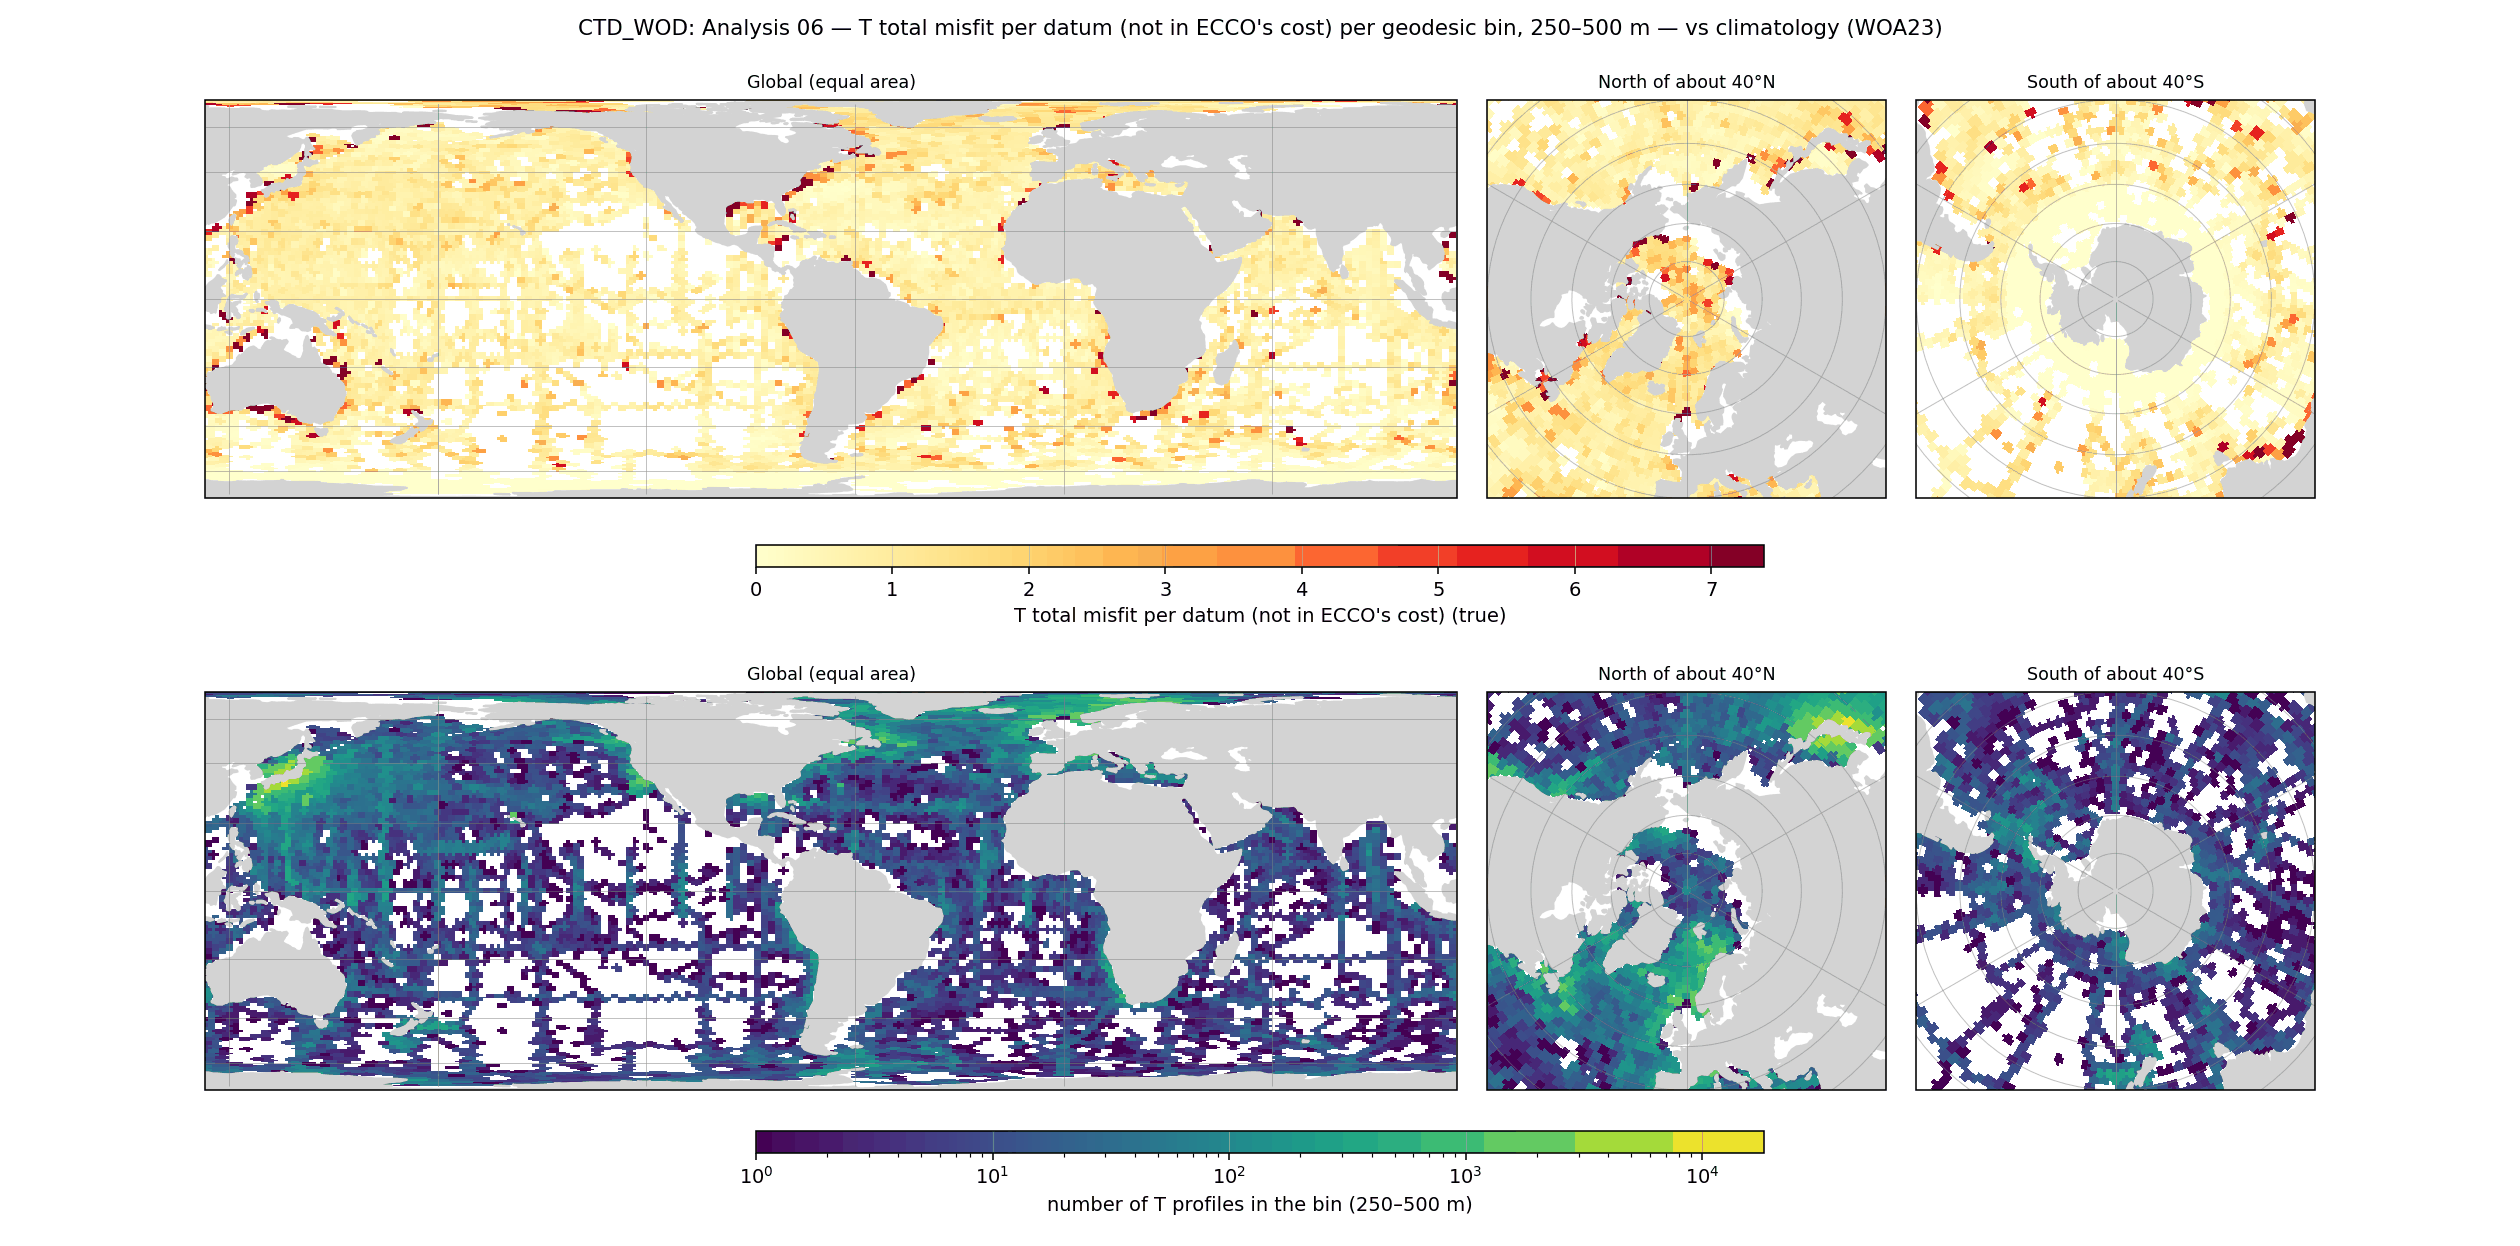 CTD_WOD: Analysis 06 — T total misfit per datum (not in ECCO's cost) per geodesic bin, 250–500 m — vs climatology (WOA23)
Global (equal area)
North of about 40°N
South of about 40°S
0 1 2 3 4 5 6 7
T total misfit per datum (not in ECCO's cost) (true)
Global (equal area)
North of about 40°N
South of about 40°S
10⁰ 10¹ 10² 10³ 10⁴
number of T profiles in the bin (250–500 m)